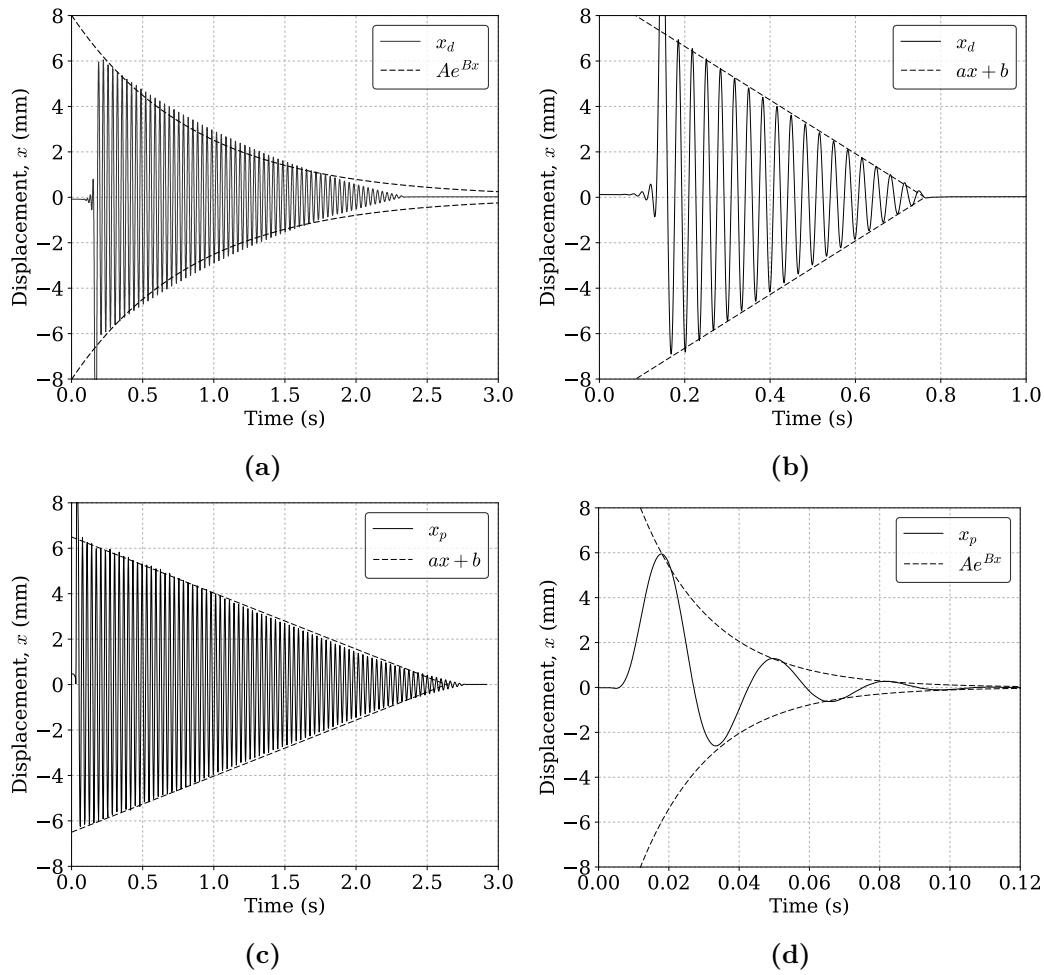 8
6
4
2
0
−2
−4
−6
−8
Displacement, x (mm)
x_d
Ae^{Bx}
0.0 0.5 1.0 1.5 2.0 2.5 3.0
Time (s)
(a)
8
6
4
2
0
−2
−4
−6
−8
Displacement, x (mm)
x_d
ax + b
0.0 0.2 0.4 0.6 0.8 1.0
Time (s)
(b)
8
6
4
2
0
−2
−4
−6
−8
Displacement, x (mm)
x_p
ax + b
0.0 0.5 1.0 1.5 2.0 2.5 3.0
Time (s)
(c)
8
6
4
2
0
−2
−4
−6
−8
Displacement, x (mm)
x_p
Ae^{Bx}
0.00 0.02 0.04 0.06 0.08 0.10 0.12
Time (s)
(d)